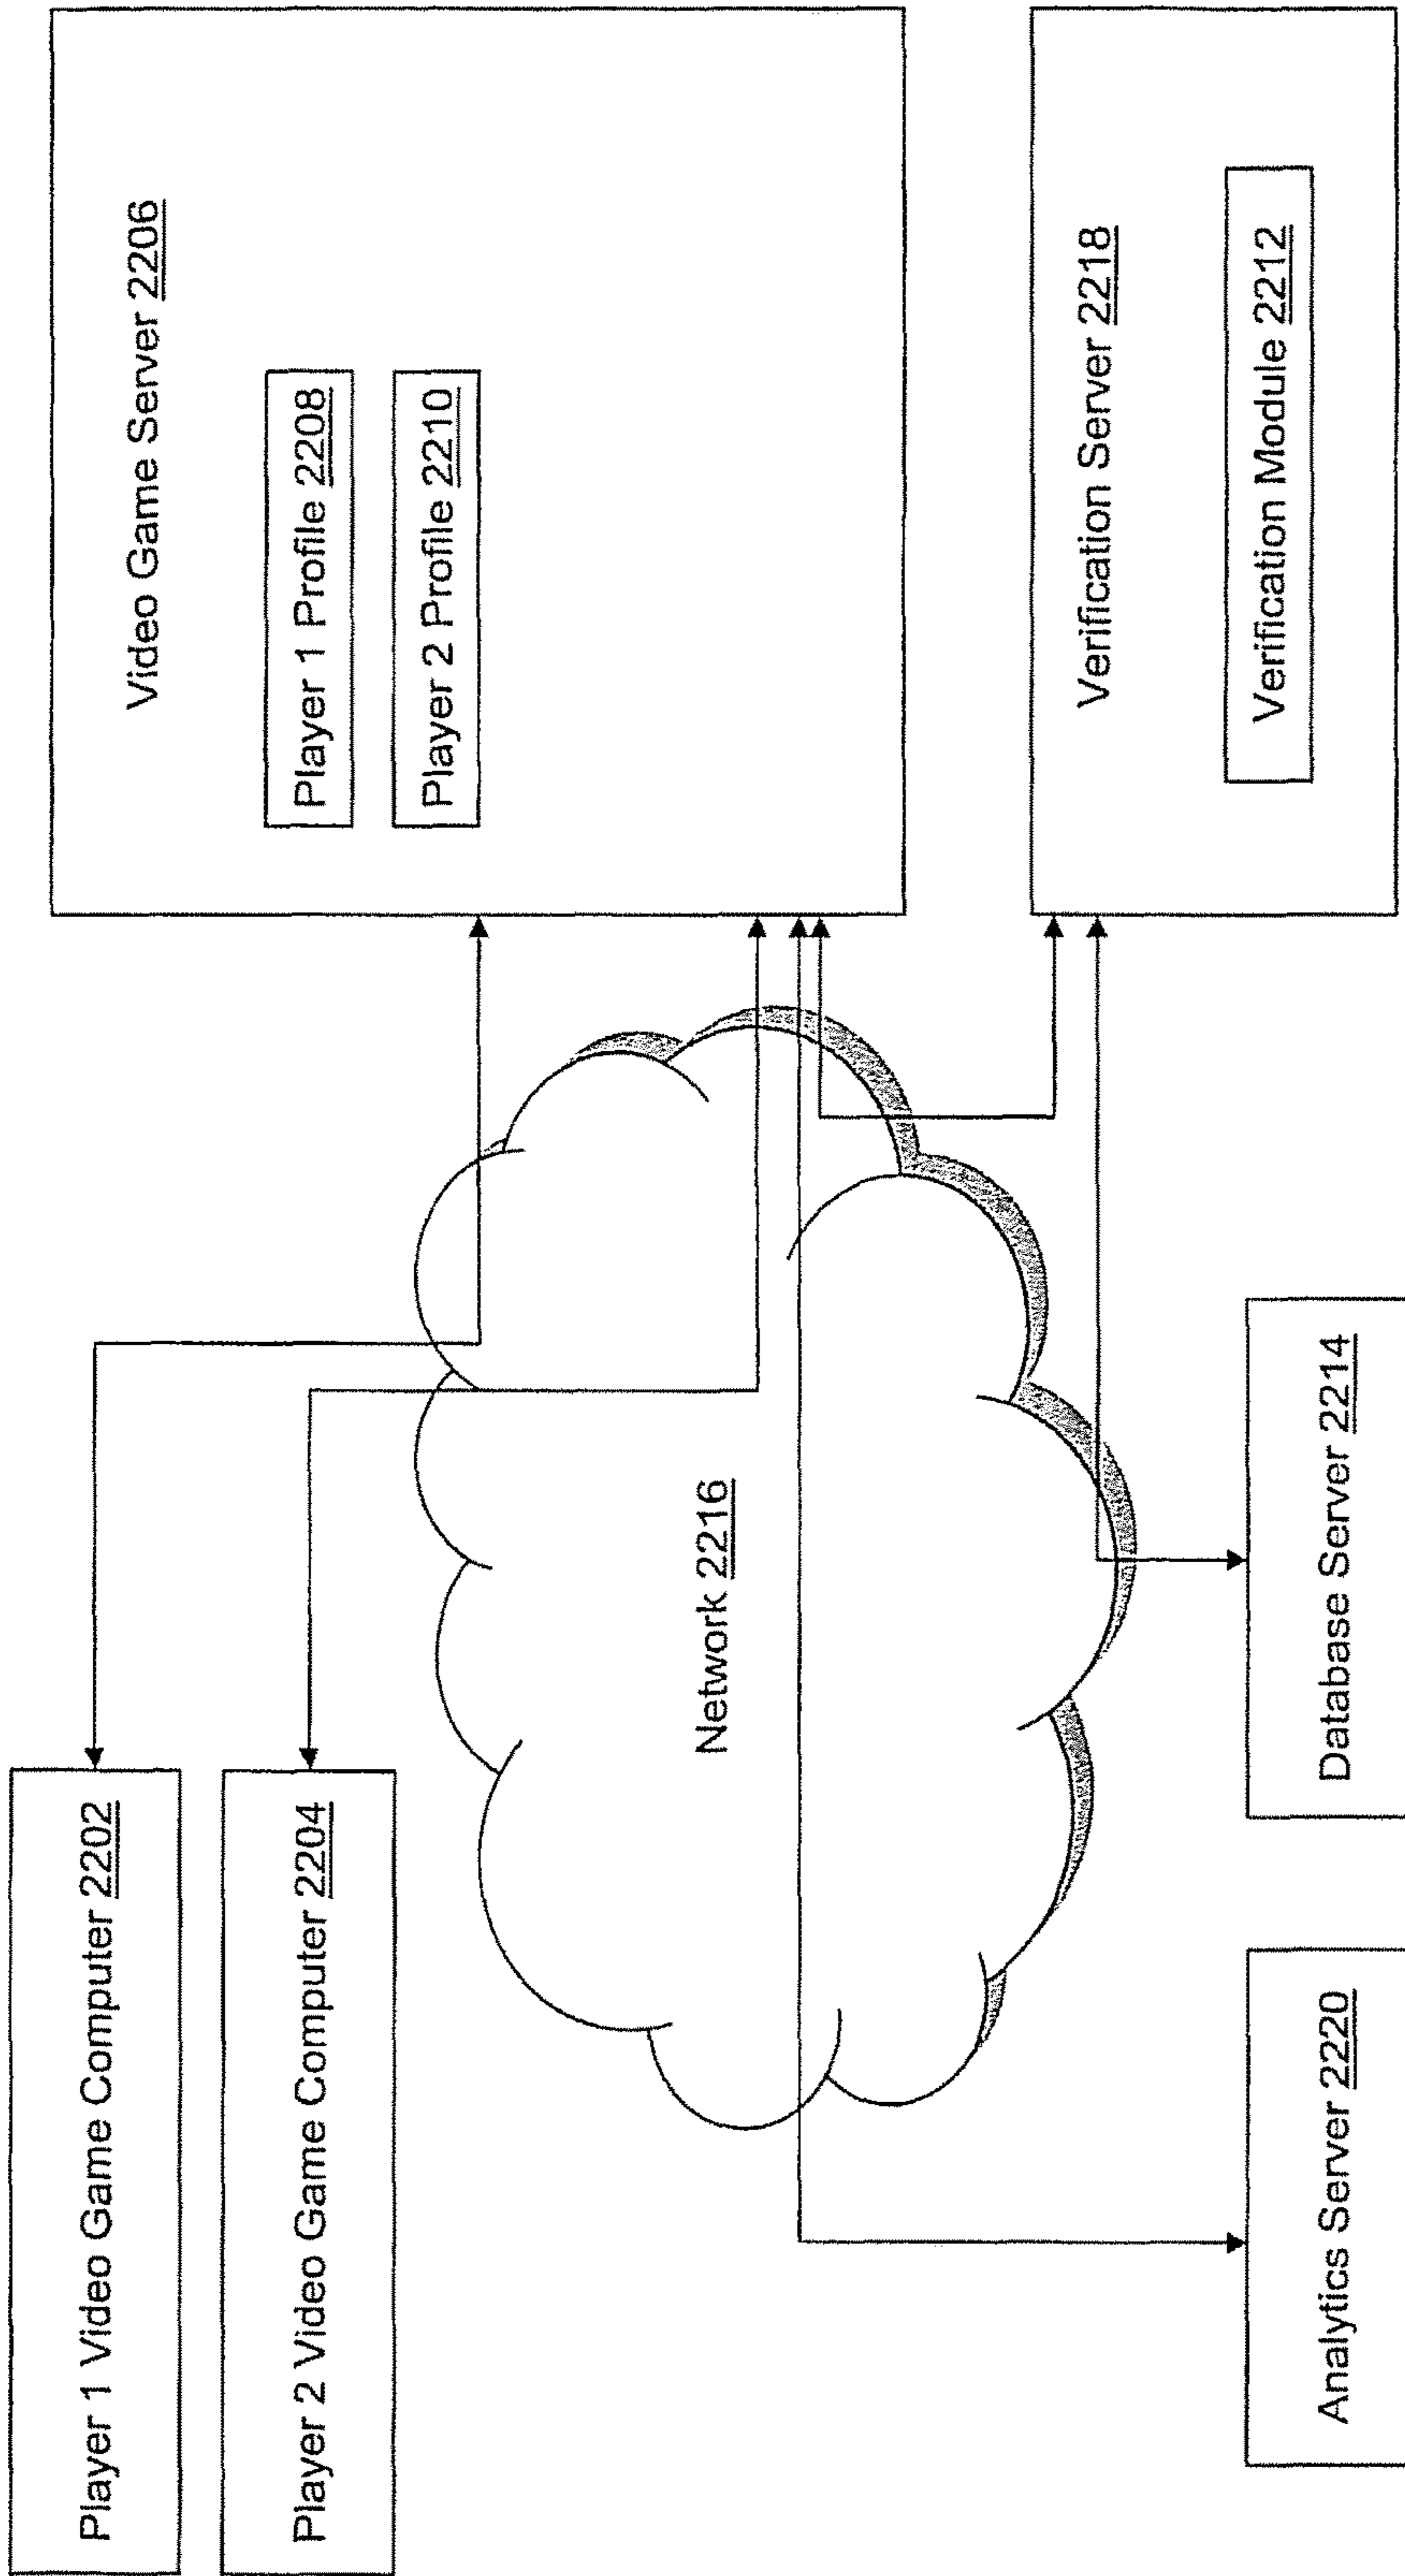 Player 1 Video Game Computer 2202
Player 2 Video Game Computer 2204
Video Game Server 2206
Player 1 Profile 2208
Player 2 Profile 2210
Network 2216
Verification Server 2218
Verification Module 2212
Analytics Server 2220
Database Server 2214